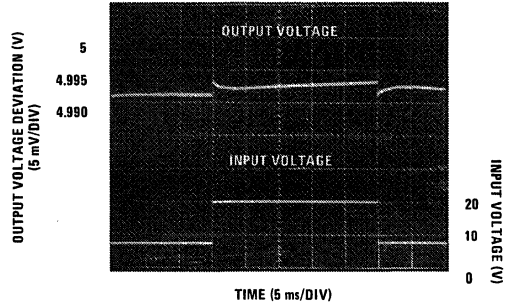 OUTPUT VOLTAGE DEVIATION (V)
(5 mV/DIV)
5
4.995
4.990
OUTPUT VOLTAGE
INPUT VOLTAGE
20
10
0
INPUT VOLTAGE (V)
TIME (5 ms/DIV)